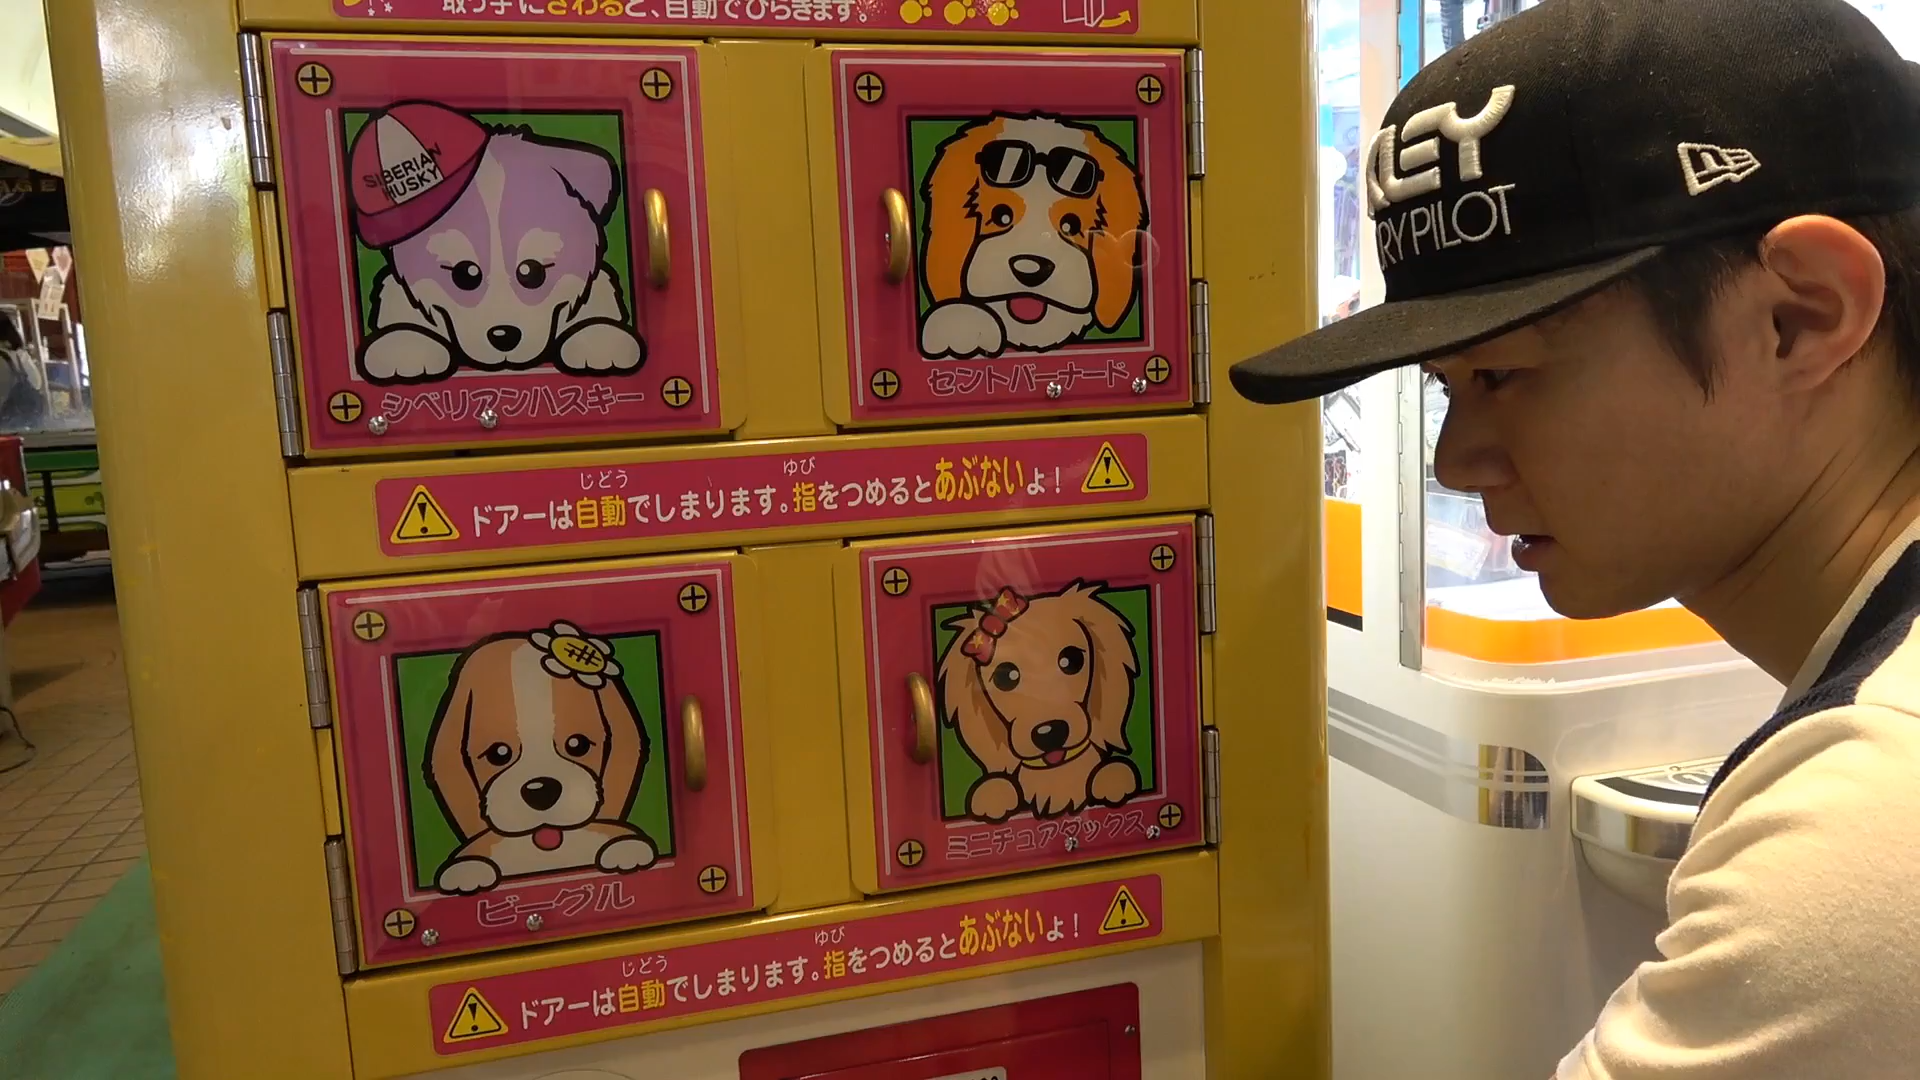 取っ手にさわると、自動でひらきます。
SIBERIAN
HUSKY
シベリアンハスキー
セントバーナード
じどう ゆび
ドアーは自動でしまります。指をつめるとあぶないよ!
ビーグル
ミニチュアダックス
じどう ゆび
ドアーは自動でしまります。指をつめるとあぶないよ!
KLEY
RY PILOT